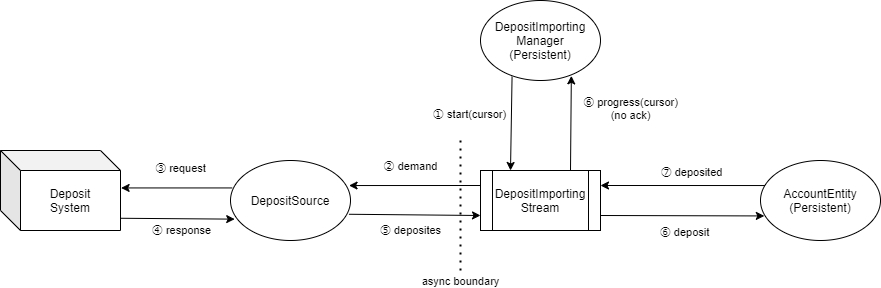 DepositImporting
Manager
(Persistent)
① start(cursor)
⑧ progress(cursor)
(no ack)
③ request
② demand
⑦ deposited
Deposit
System
DepositSource
DepositImporting
Stream
AccountEntity
(Persistent)
④ response
⑤ deposites
⑥ deposit
async boundary